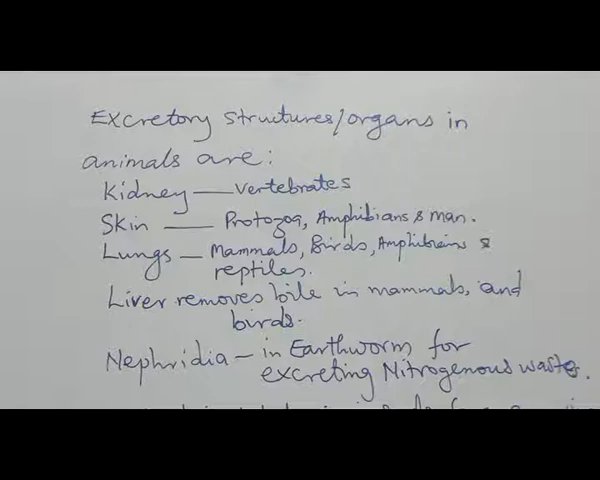 Excretory structures/organs in
animals are:
Kidney — Vertebrates
Skin — Protozoa, Amphibians & man.
Lungs — Mammals, Birds, Amphibians &
reptiles.
Liver removes bile in mammals, and
birds.
Nephridia — in Earthworm for
excreting Nitrogenous waste.